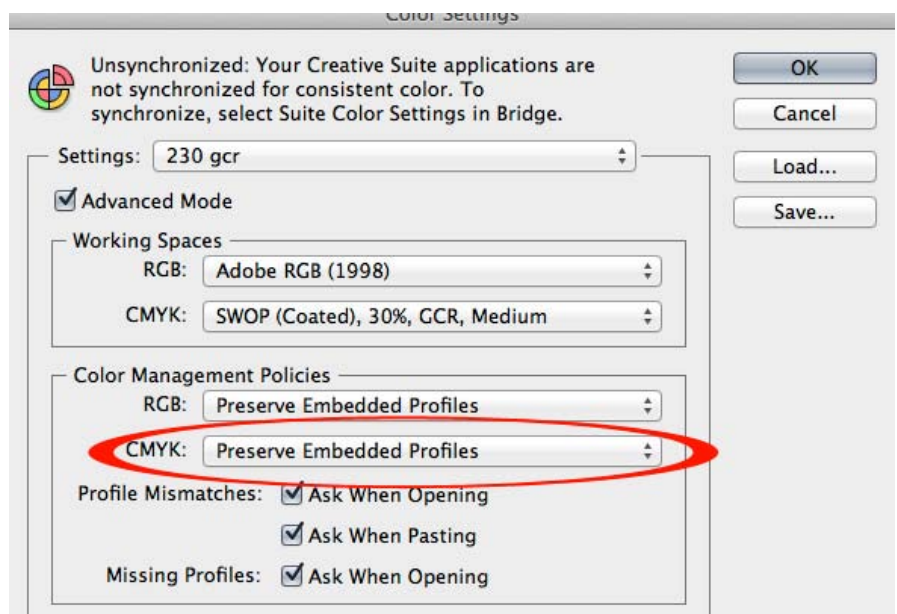 Color Settings
Unsynchronized: Your Creative Suite applications are
not synchronized for consistent color. To
synchronize, select Suite Color Settings in Bridge.
OK
Cancel
Settings: 230 gcr
Load...
Advanced Mode
Save...
Working Spaces
RGB: Adobe RGB (1998)
CMYK: SWOP (Coated), 30%, GCR, Medium
Color Management Policies
RGB: Preserve Embedded Profiles
CMYK: Preserve Embedded Profiles
Profile Mismatches: Ask When Opening
Ask When Pasting
Missing Profiles: Ask When Opening